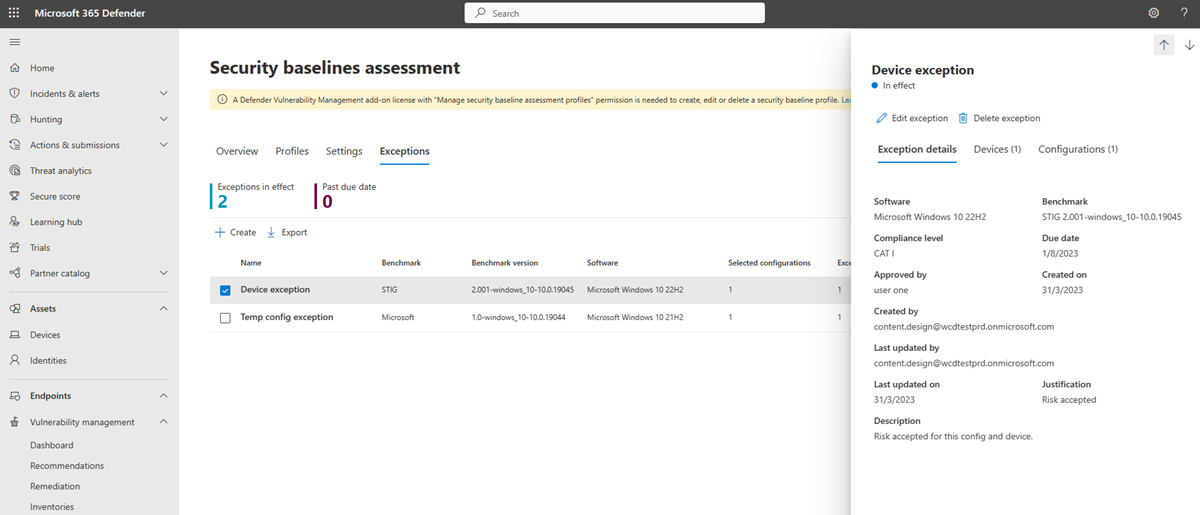 Microsoft 365 Defender
Search
?
Home
Incidents & alerts
Hunting
Actions & submissions
Threat analytics
Secure score
Learning hub
Trials
Partner catalog
Assets
Devices
Identities
Endpoints
Vulnerability management
Dashboard
Recommendations
Remediation
Inventories
Security baselines assessment
A Defender Vulnerability Management add-on license with "Manage security baseline assessment profiles" permission is needed to create, edit or delete a security baseline profile. Lea
Overview Profiles Settings Exceptions
Exceptions in effect Past due date
2 0
Create Export
Name Benchmark Benchmark version Software Selected configurations Exce
Device exception STIG 2.001-windows_10-10.0.19045 Microsoft Windows 10 22H2 1 1
Temp config exception Microsoft 1.0-windows_10-10.0.19044 Microsoft Windows 10 21H2 1 1
Device exception
In effect
Edit exception Delete exception
Exception details Devices (1) Configurations (1)
Software Benchmark
Microsoft Windows 10 22H2 STIG 2.001-windows_10-10.0.19045
Compliance level Due date
CAT I 1/8/2023
Approved by Created on
user one 31/3/2023
Created by
content.design@wcdtestprd.onmicrosoft.com
Last updated by
content.design@wcdtestprd.onmicrosoft.com
Last updated on Justification
31/3/2023 Risk accepted
Description
Risk accepted for this config and device.